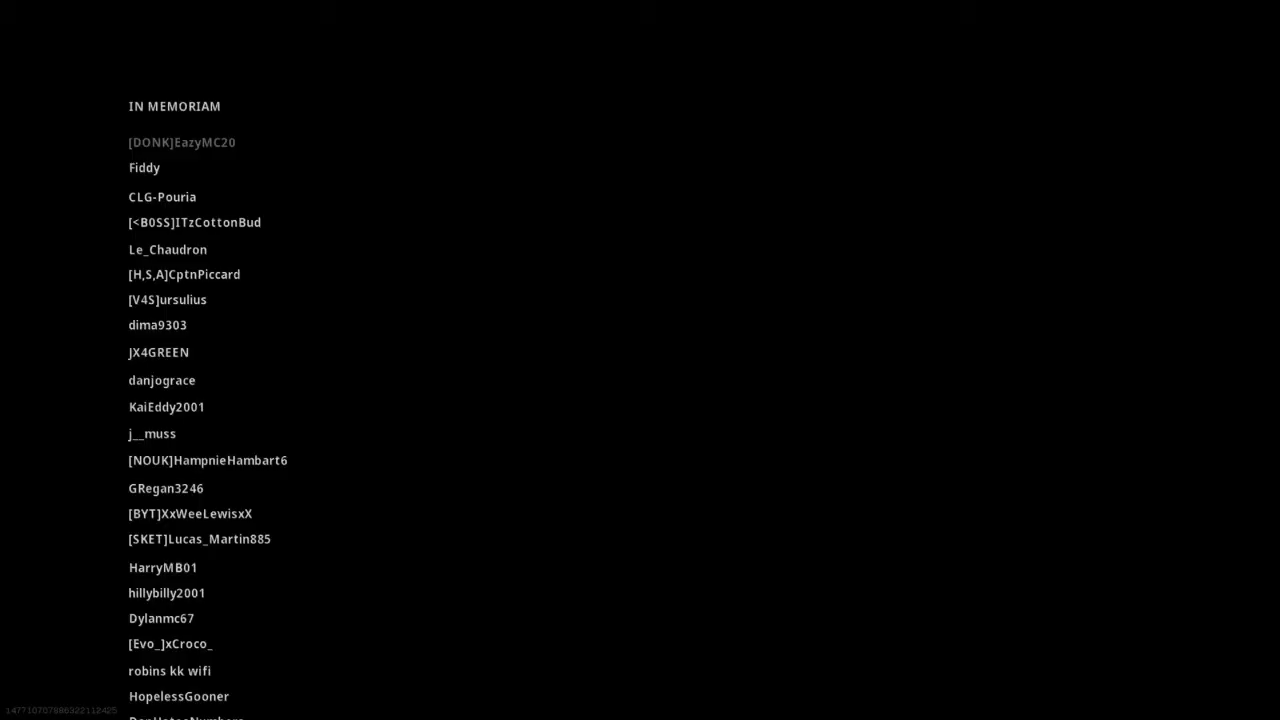 IN MEMORIAM
[DONK]EazyMC20
Fiddy
CLG-Pouria
[<B0SS]ITzCottonBud
Le_Chaudron
[H,S,A]CptnPiccard
[V4S]ursulius
dima9303
JX4GREEN
danjograce
KaiEddy2001
j__muss
[NOUK]HampnieHambart6
GRegan3246
[BYT]XxWeeLewisxX
[SKET]Lucas_Martin885
HarryMB01
hillybilly2001
Dylanmc67
[Evo_]xCroco_
robins kk wifi
HopelessGooner